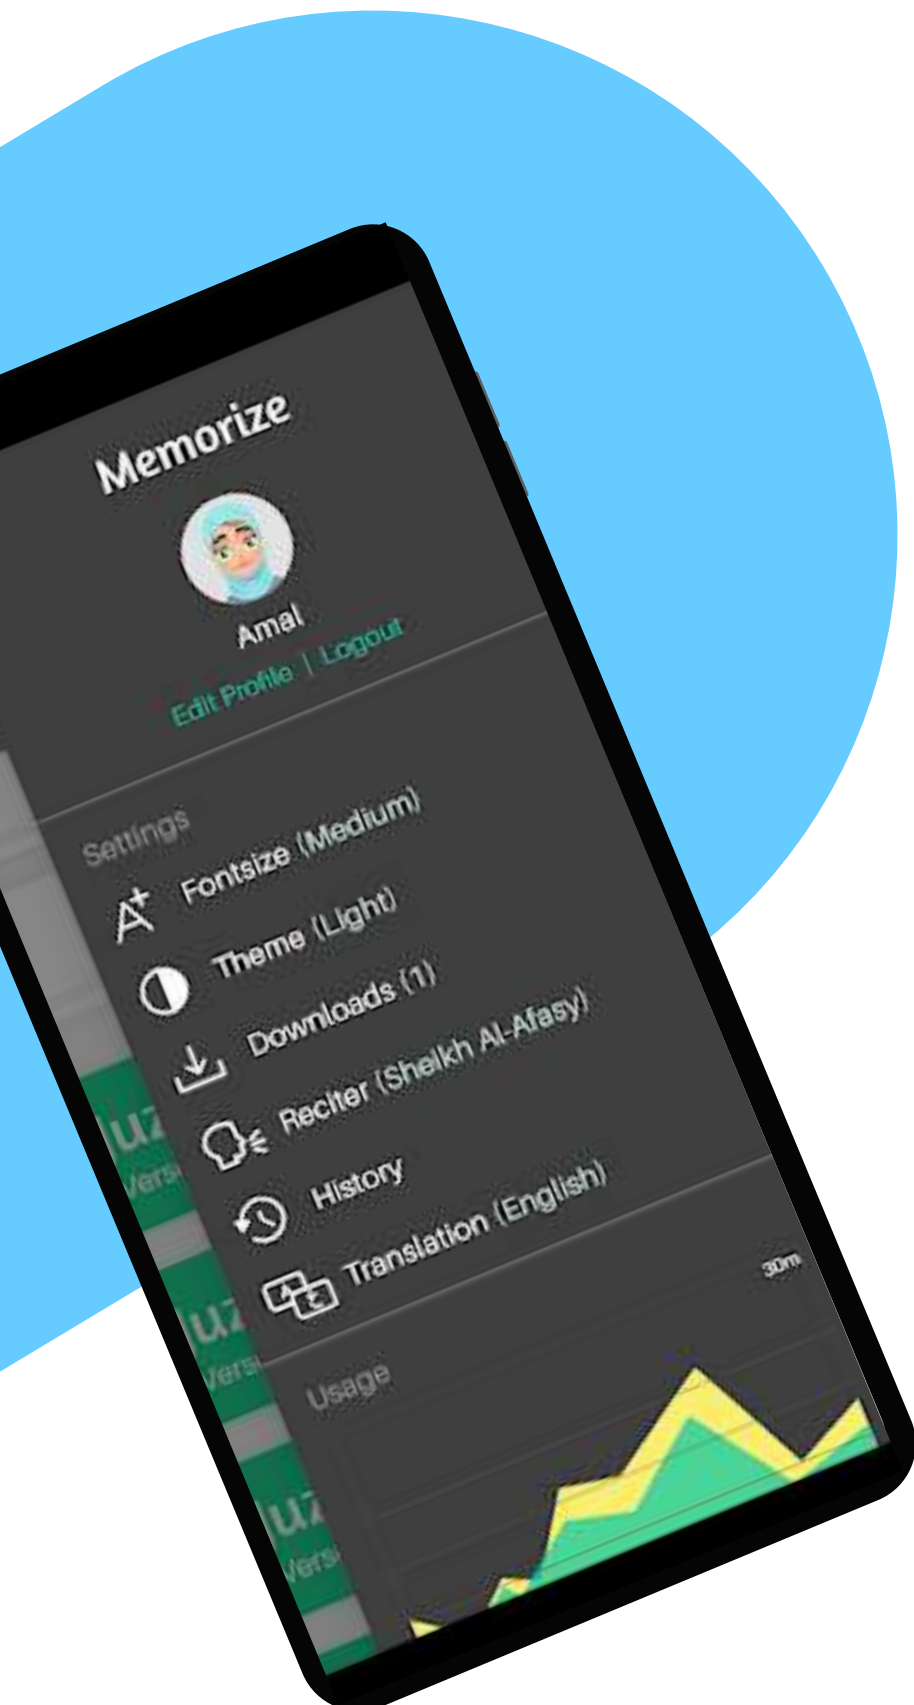 Memorize
Amal
Edit Profile | Logout
Settings
Fontsize (Medium)
Theme (Light)
Downloads (1)
Reciter (Sheikh Al-Afasy)
History
Translation (English)
30m
Usage